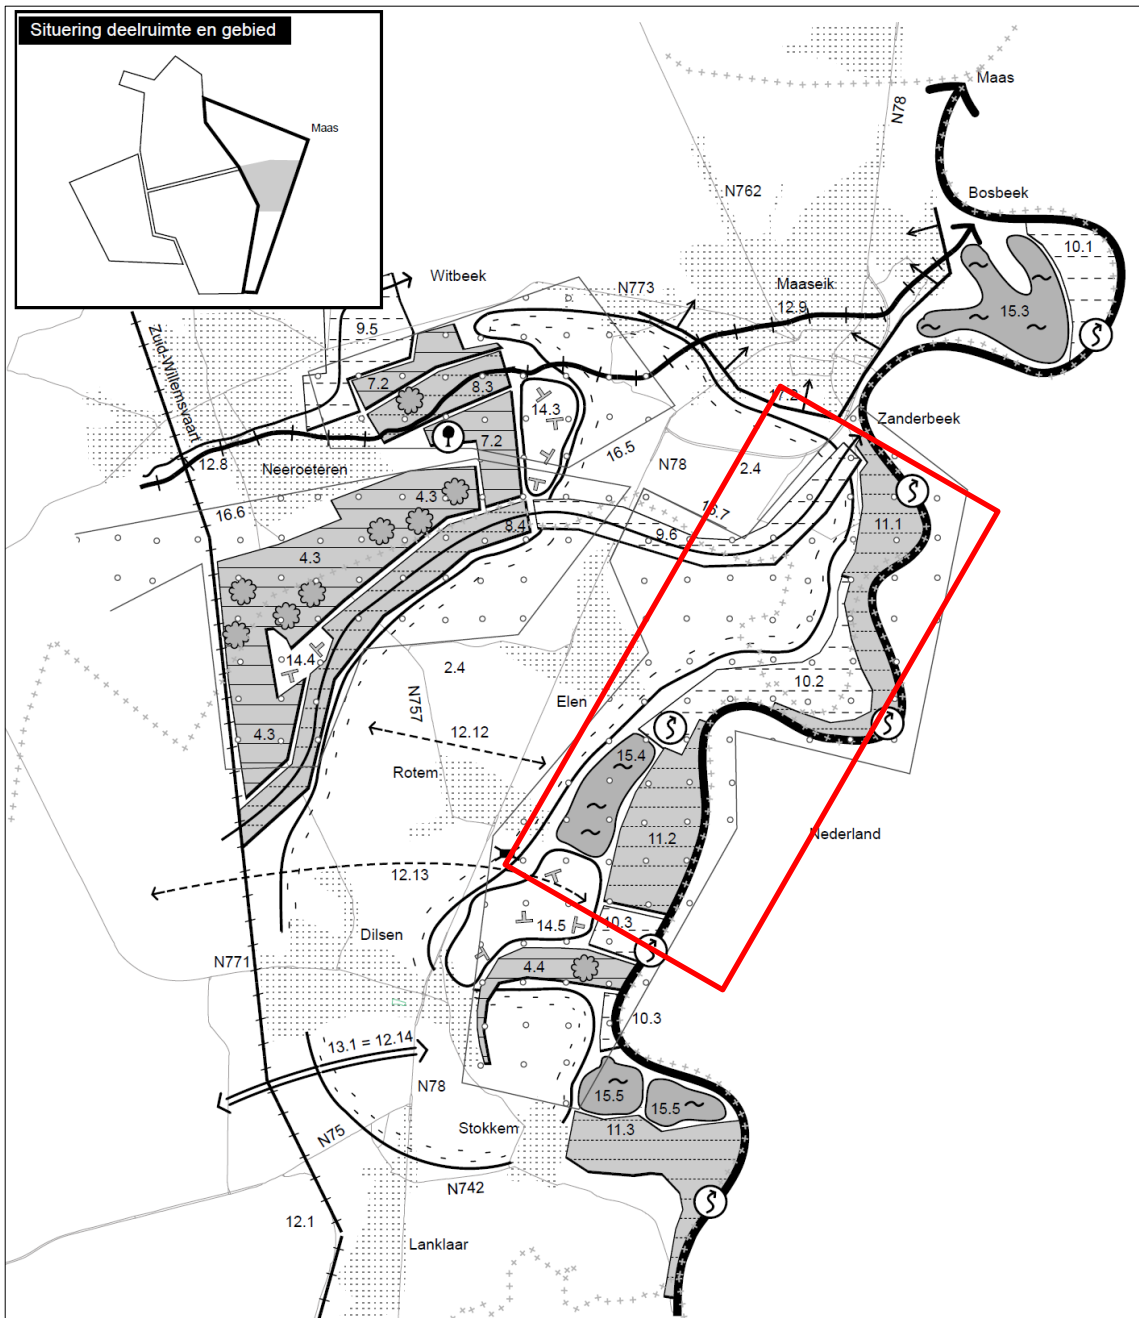 Situering deelruimte en gebied
Maas
Maas
N78
N762
Bosbeek
10.1
Witbeek
N773
Maaseik
12.9
15.3
9.5
Zuid-Willemsvaart
7.2
8.3
14.3
17.2
Zanderbeek
7.2
16.5
N78
2.4
12.8
Neeroeteren
4.3
16.6
16.7
8.4
9.6
11.1
4.3
14.4
2.4
10.2
N757
Elen
4.3
12.12
15.4
Rotem
11.2
Nederland
12.13
14.5
10.3
Dilsen
N771
4.4
10.3
13.1 = 12.14
N78
15.5
15.5
N75
Stokkem
11.3
N742
12.1
Lanklaar